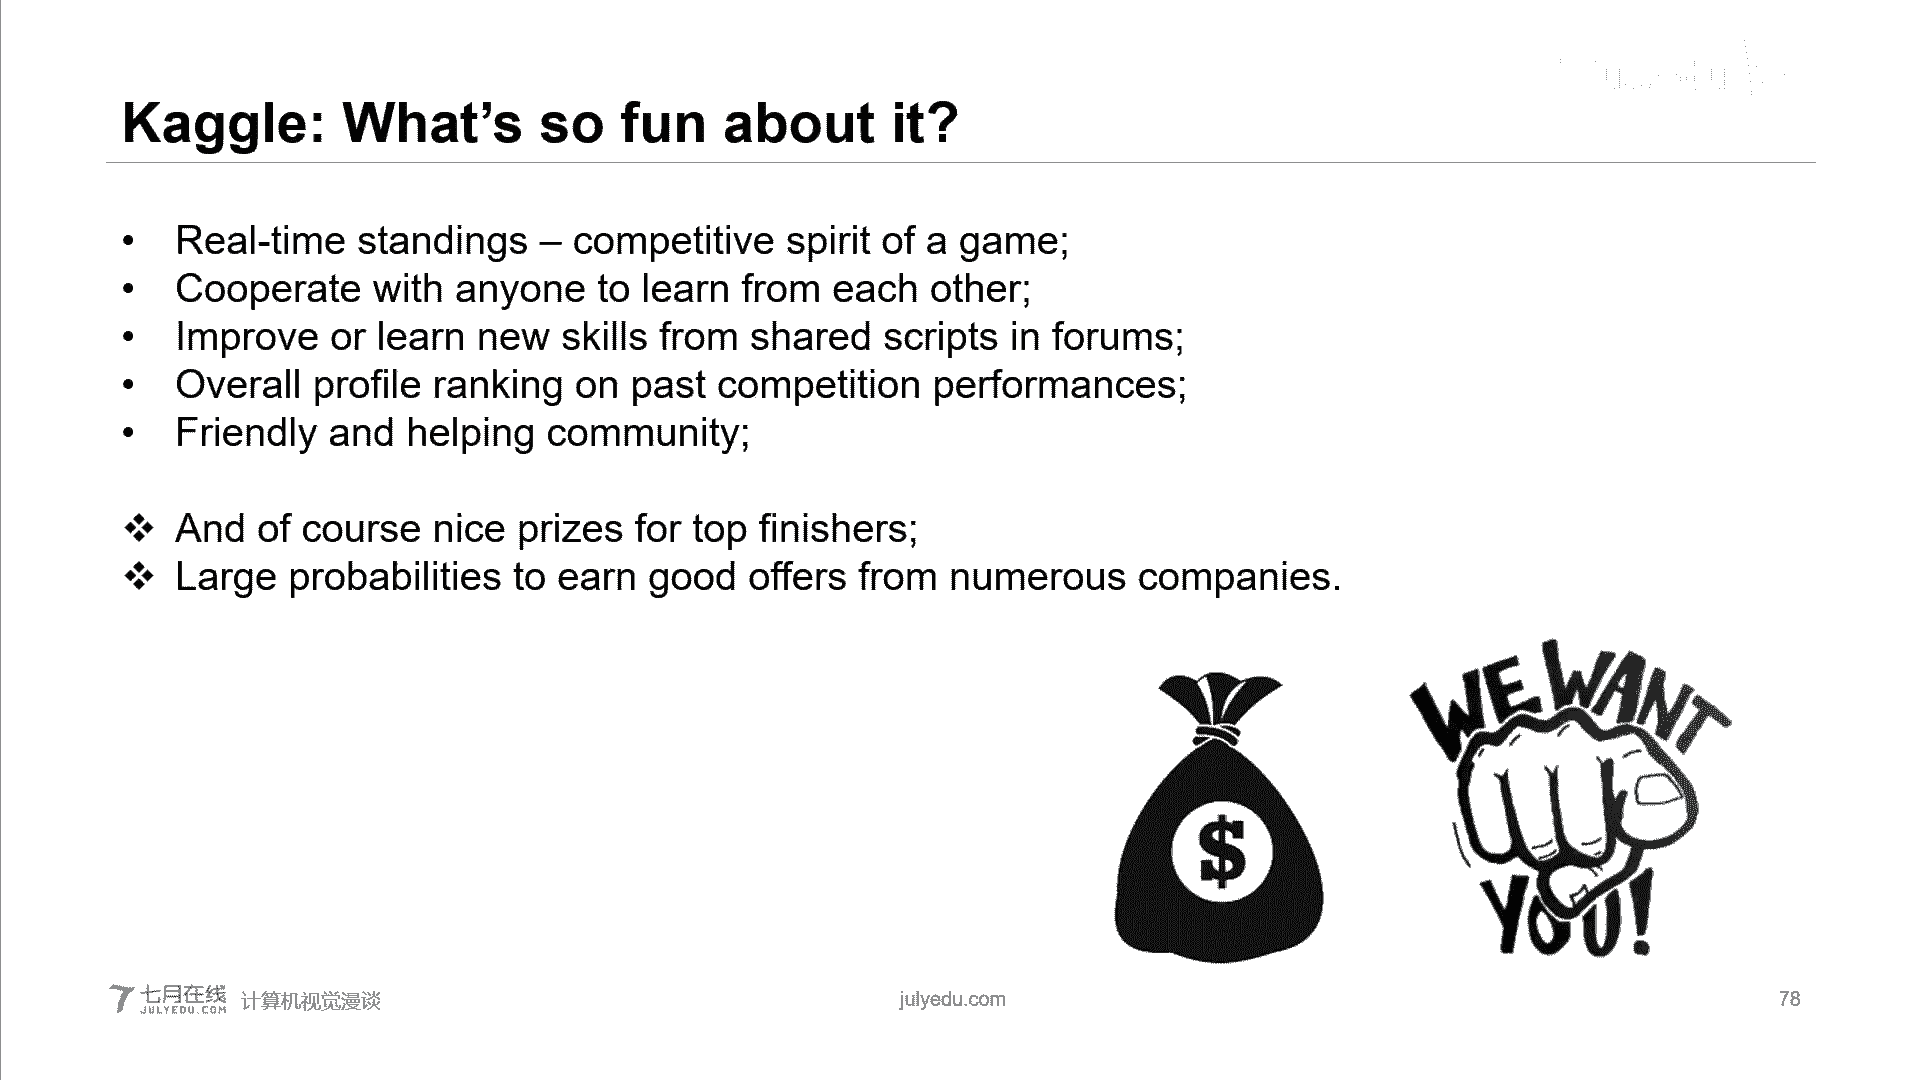 Kaggle: What’s so fun about it?
• Real-time standings – competitive spirit of a game;
• Cooperate with anyone to learn from each other;
• Improve or learn new skills from shared scripts in forums;
• Overall profile ranking on past competition performances;
• Friendly and helping community;
❖ And of course nice prizes for top finishers;
❖ Large probabilities to earn good offers from numerous companies.
$
WE WANT
YOU!
七月在线
JULYEDU.COM
计算机视觉漫谈
julyedu.com
78